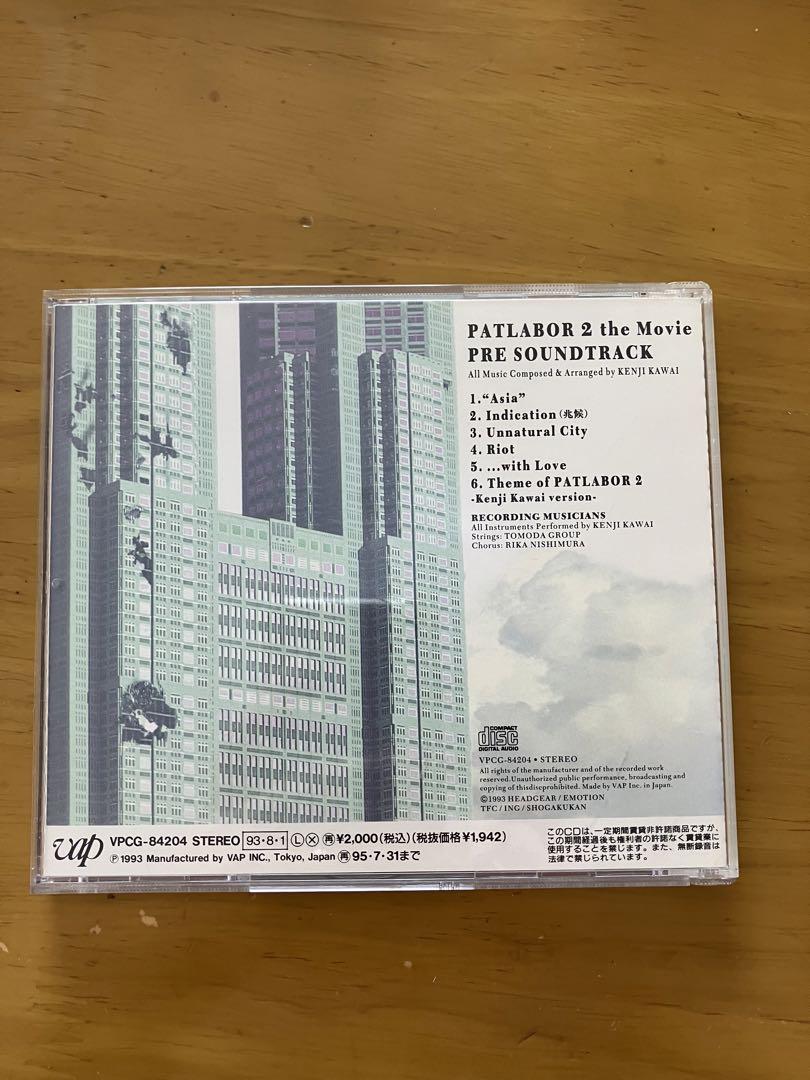 PATLABOR 2 the Movie
PRE SOUNDTRACK
All Music Composed & Arranged by KENJI KAWAI
1.“Asia”
2. Indication (兆候)
3. Unnatural City
4. Riot
5. ...with Love
6. Theme of PATLABOR 2
-Kenji Kawai version-
RECORDING MUSICIANS
All Instruments Performed by KENJI KAWAI
Strings: TOMODA GROUP
Chorus: RIKA NISHIMURA
COMPACT
disc
DIGITAL AUDIO
VPCG-84204 • STEREO
All rights of the manufacturer and of the recorded work
reserved.Unauthorized public performance, broadcasting and
copying of thisdiscprohibited. Made by VAP Inc. in Japan.
©1993 HEADGEAR / EMOTION
TFC / ING / SHOGAKUKAN
vap
VPCG-84204 STEREO 93・8・1 Ⓛ Ⓧ ㊢¥2,000(税込)(税抜価格¥1,942)
Ⓟ 1993 Manufactured by VAP INC., Tokyo, Japan 再 95・7・31まで
このCDは、一定期間賃貸非許諾商品ですが、
この期間経過後も権利者の許諾なく賃貸業に
使用することを禁じます。また、無断録音は
法律で禁じられています。